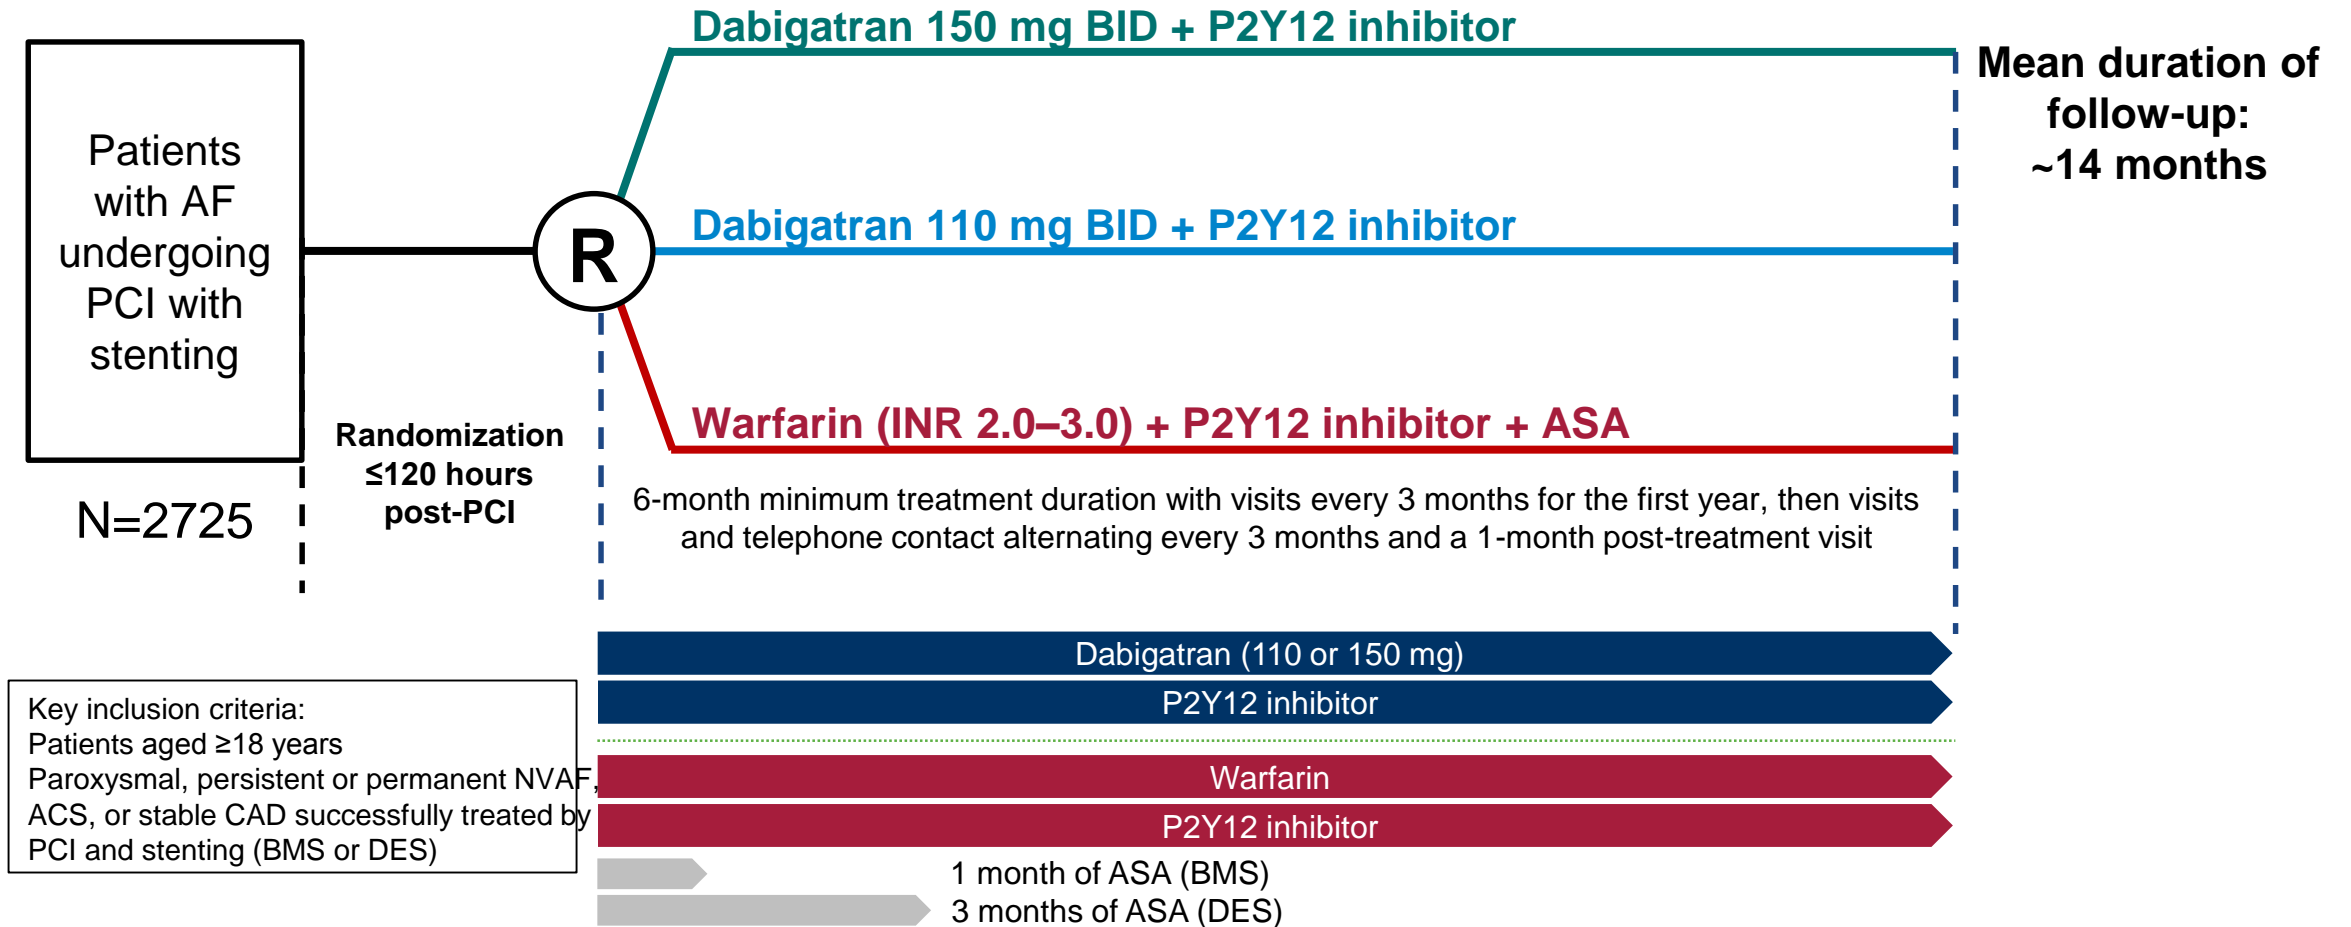 Dabigatran 150 mg BID + P2Y12 inhibitor
Mean duration of
follow-up:
~14 months
Patients
with AF
undergoing
PCI with
stenting
N=2725
Randomization
≤120 hours
post-PCI
R
Dabigatran 110 mg BID + P2Y12 inhibitor
Warfarin (INR 2.0–3.0) + P2Y12 inhibitor + ASA
6-month minimum treatment duration with visits every 3 months for the first year, then visits
and telephone contact alternating every 3 months and a 1-month post-treatment visit
Dabigatran (110 or 150 mg)
P2Y12 inhibitor
Key inclusion criteria:
Patients aged ≥18 years
Paroxysmal, persistent or permanent NVAF,
ACS, or stable CAD successfully treated by
PCI and stenting (BMS or DES)
Warfarin
P2Y12 inhibitor
1 month of ASA (BMS)
3 months of ASA (DES)